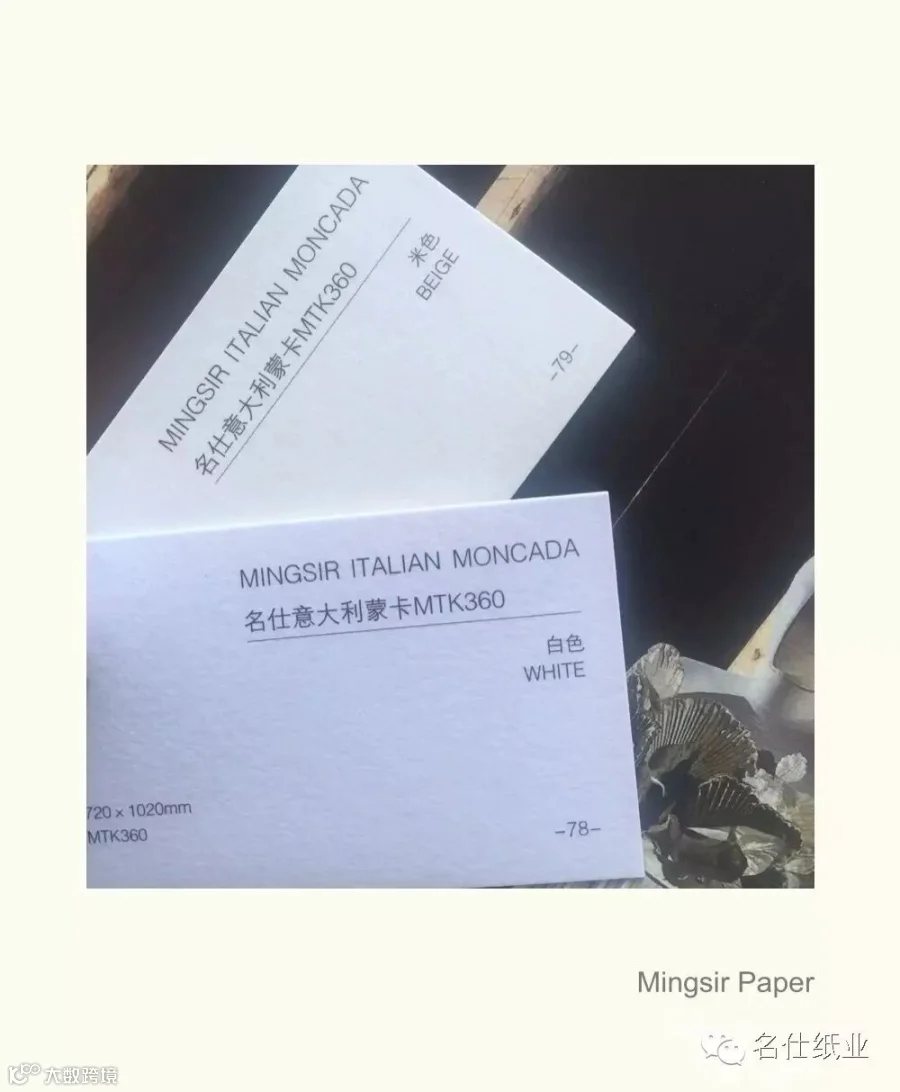 MINGSIR ITALIAN MONCADA
名仕意大利蒙卡MTK360
米色
BEIGE
-79-
MINGSIR ITALIAN MONCADA
名仕意大利蒙卡MTK360
白色
WHITE
720 x 1020mm
MTK360
-78-
Mingsir Paper
名仕纸业
大数跨境